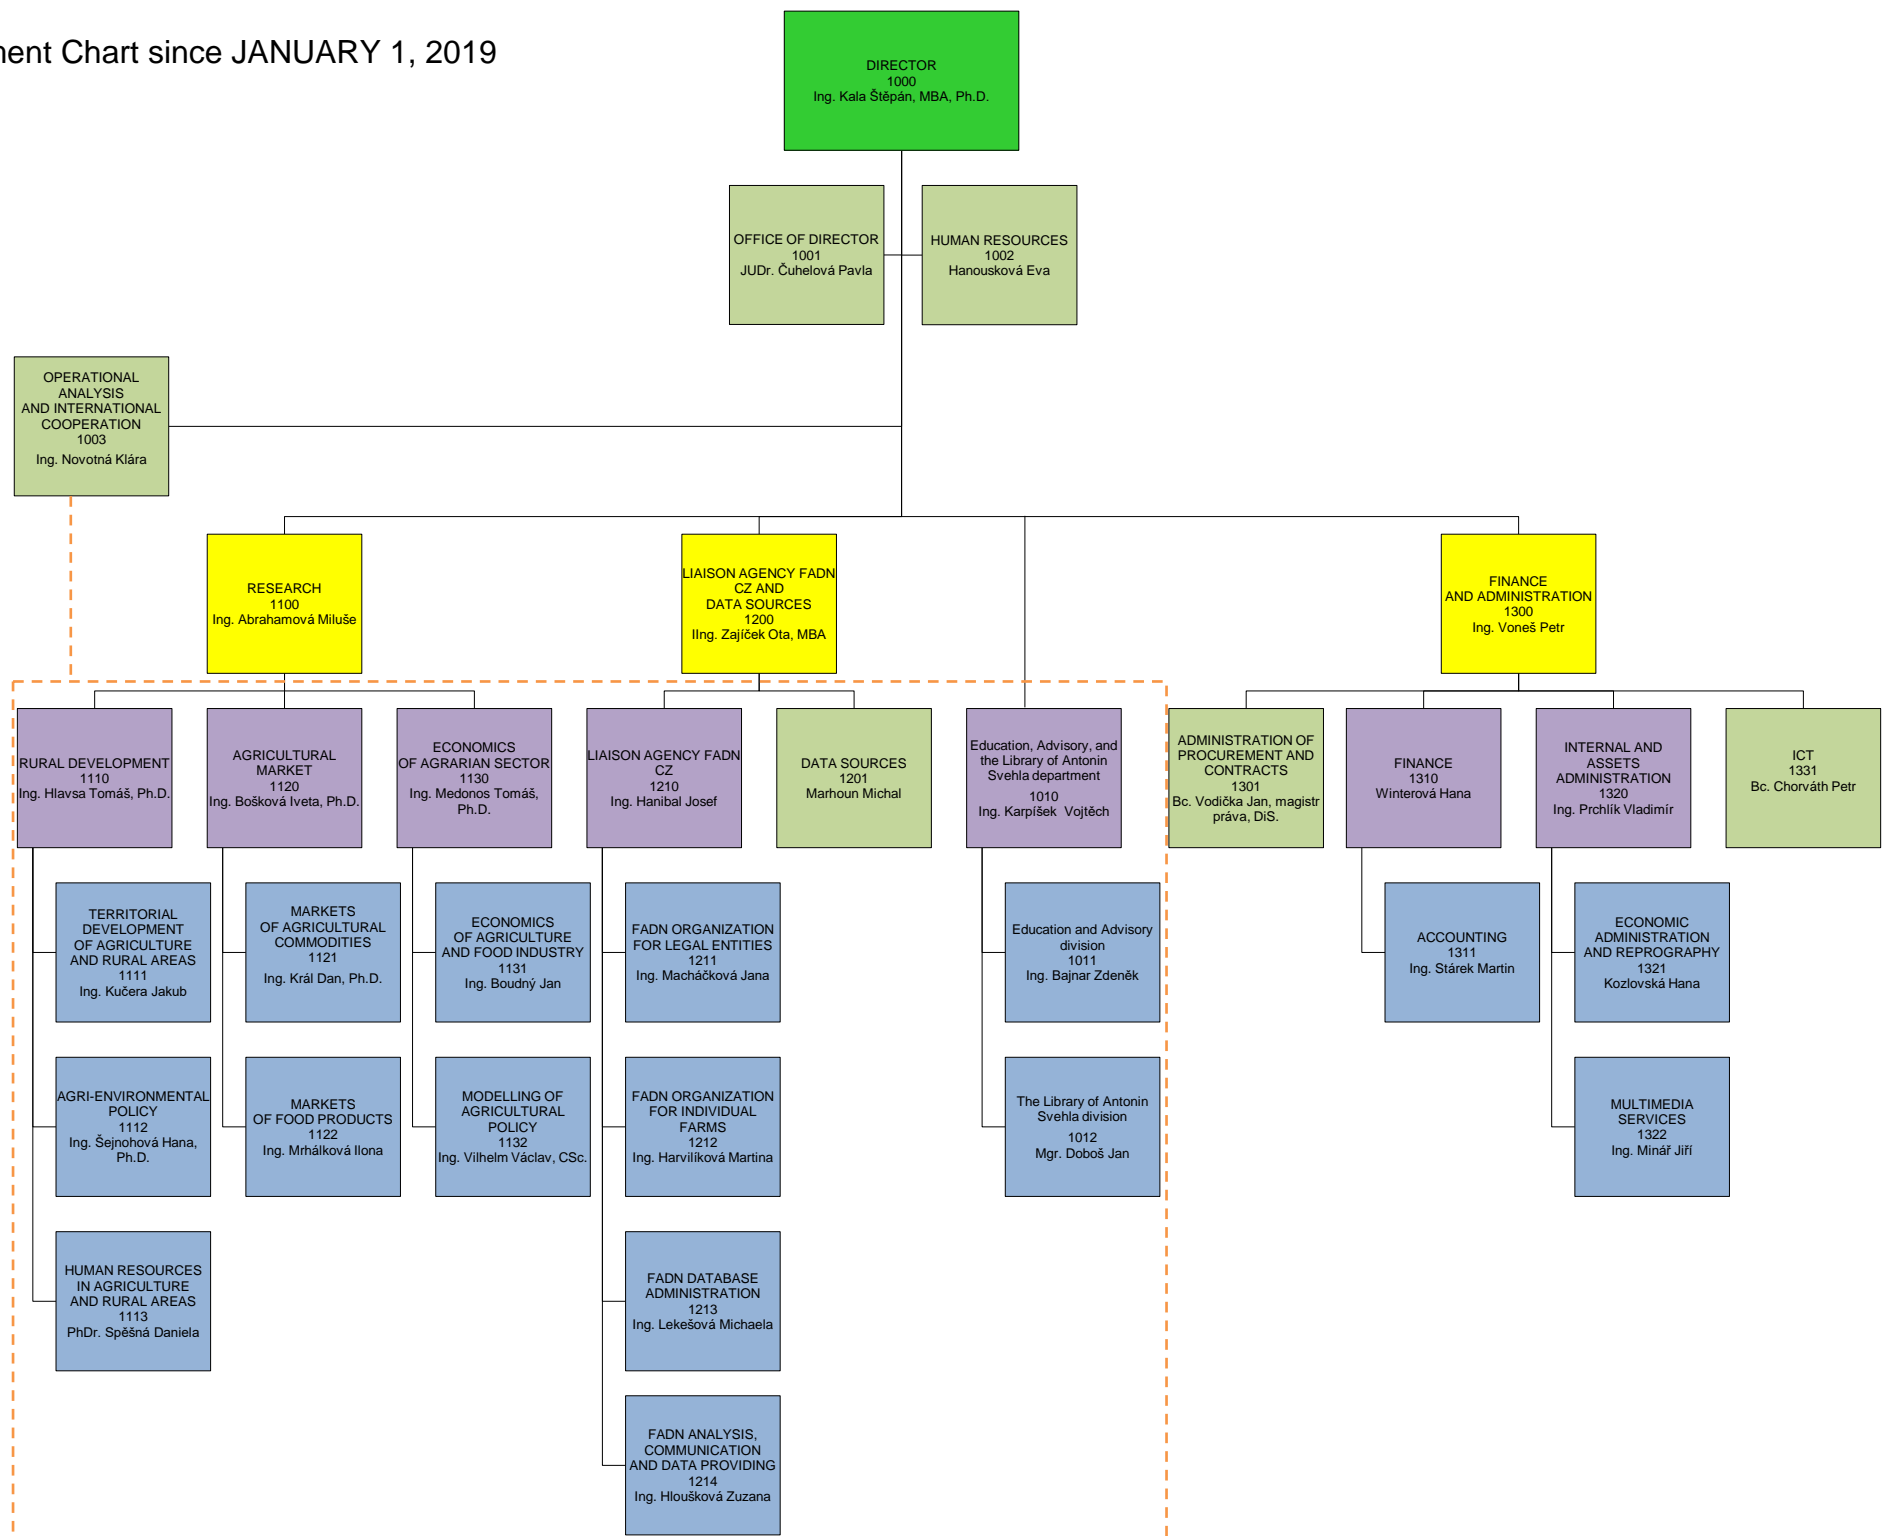 ment Chart since JANUARY 1, 2019
DIRECTOR
1000
Ing. Kala Štěpán, MBA, Ph.D.
OFFICE OF DIRECTOR
1001
JUDr. Čuhelová Pavla
HUMAN RESOURCES
1002
Hanousková Eva
OPERATIONAL
ANALYSIS
AND INTERNATIONAL
COOPERATION
1003
Ing. Novotná Klára
RESEARCH
1100
Ing. Abrahamová Miluše
LIAISON AGENCY FADN
CZ AND
DATA SOURCES
1200
IIng. Zajíček Ota, MBA
FINANCE
AND ADMINISTRATION
1300
Ing. Voneš Petr
RURAL DEVELOPMENT
1110
Ing. Hlavsa Tomáš, Ph.D.
AGRICULTURAL
MARKET
1120
Ing. Bošková Iveta, Ph.D.
ECONOMICS
OF AGRARIAN SECTOR
1130
Ing. Medonos Tomáš,
Ph.D.
LIAISON AGENCY FADN
CZ
1210
Ing. Hanibal Josef
DATA SOURCES
1201
Marhoun Michal
Education, Advisory, and
the Library of Antonin
Svehla department
1010
Ing. Karpíšek  Vojtěch
ADMINISTRATION OF
PROCUREMENT AND
CONTRACTS
1301
Bc. Vodička Jan, magistr
práva, DiS.
FINANCE
1310
Winterová Hana
INTERNAL AND
ASSETS
ADMINISTRATION
1320
Ing. Prchlík Vladimír
ICT
1331
Bc. Chorváth Petr
TERRITORIAL
DEVELOPMENT
OF AGRICULTURE
AND RURAL AREAS
1111
Ing. Kučera Jakub
MARKETS
OF AGRICULTURAL
COMMODITIES
1121
Ing. Král Dan, Ph.D.
ECONOMICS
OF AGRICULTURE
AND FOOD INDUSTRY
1131
Ing. Boudný Jan
FADN ORGANIZATION
FOR LEGAL ENTITIES
1211
Ing. Macháčková Jana
Education and Advisory
division
1011
Ing. Bajnar Zdeněk
ACCOUNTING
1311
Ing. Stárek Martin
ECONOMIC
ADMINISTRATION
AND REPROGRAPHY
1321
Kozlovská Hana
AGRI-ENVIRONMENTAL
POLICY
1112
Ing. Šejnohová Hana,
Ph.D.
MARKETS
OF FOOD PRODUCTS
1122
Ing. Mrhálková Ilona
MODELLING OF
AGRICULTURAL
POLICY
1132
Ing. Vilhelm Václav, CSc.
FADN ORGANIZATION
FOR INDIVIDUAL
FARMS
1212
Ing. Harvilíková Martina
The Library of Antonin
Svehla division
1012
Mgr. Doboš Jan
MULTIMEDIA
SERVICES
1322
Ing. Minář Jiří
HUMAN RESOURCES
IN AGRICULTURE
AND RURAL AREAS
1113
PhDr. Spěšná Daniela
FADN DATABASE
ADMINISTRATION
1213
Ing. Lekešová Michaela
FADN ANALYSIS,
COMMUNICATION
AND DATA PROVIDING
1214
Ing. Hloušková Zuzana